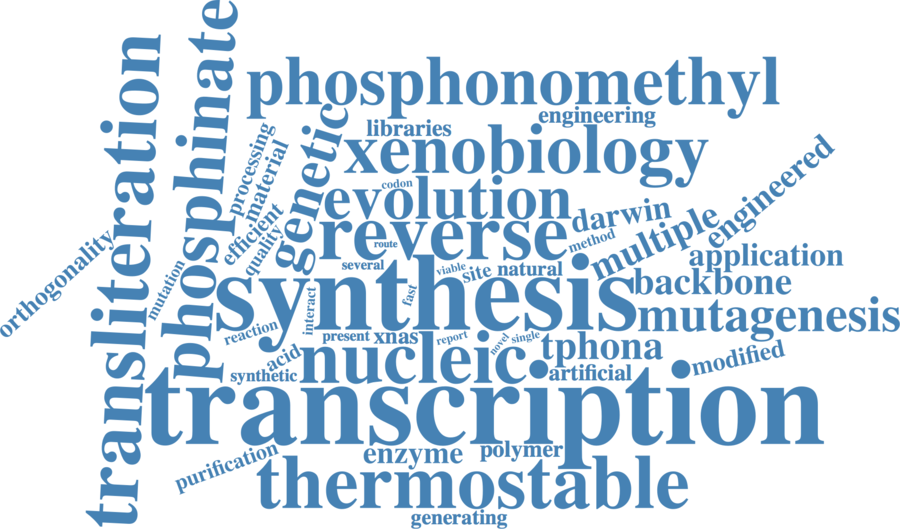 transliteration
phosphinate
phosphonomethyl
engineering
libraries
genetic
processing
material
efficient
quality
xenobiology
codon
evolution
darwin
engineered
reverse
route
method
multiple
orthogonality
mutation
several
viable
site
natural
application
synthesis
backbone
interact
fast
mutagenesis
reaction
present
xnas
report
novel
single
tphona
acid
nucleic
modified
synthetic
artificial
transcription
purification
enzyme
polymer
thermostable
generating